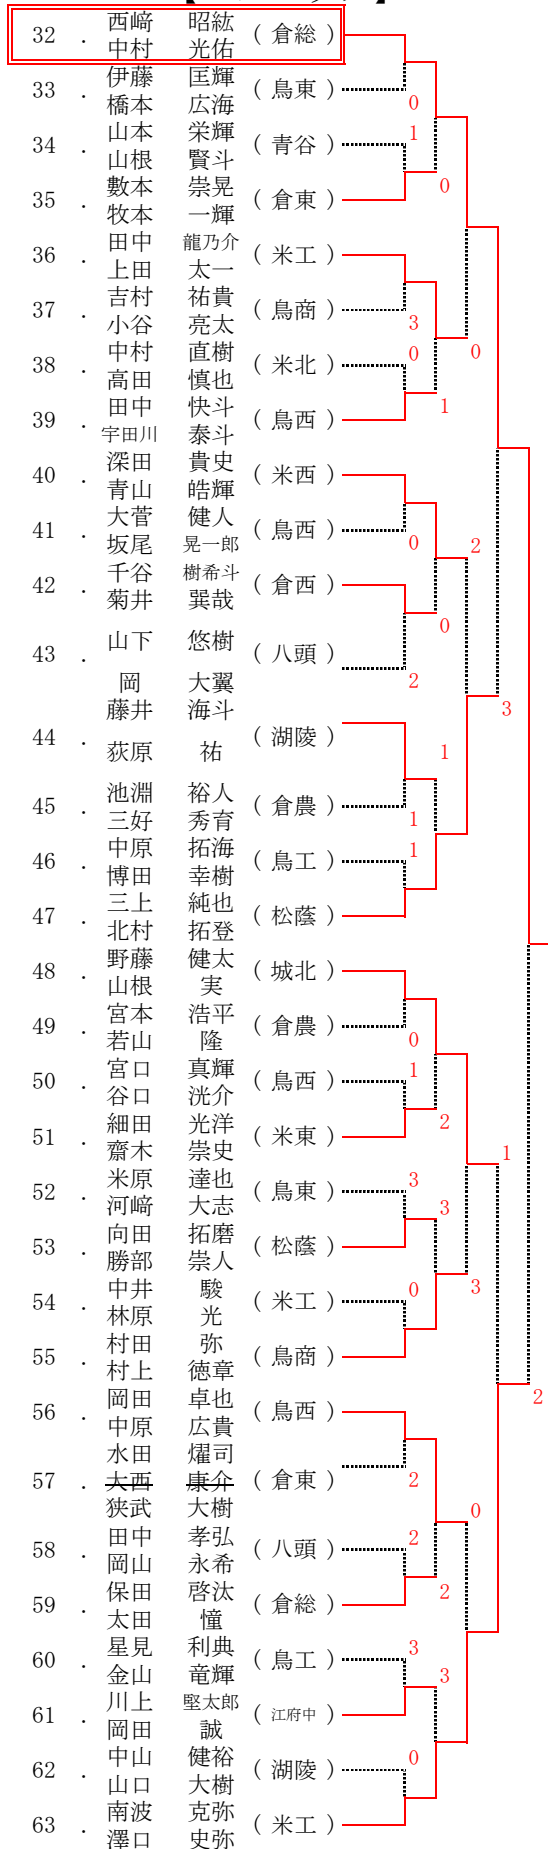 32 . 西﨑 昭紘 ( 倉総 )
中村 光佑
33 . 伊藤 匡輝 ( 鳥東 )
橋本 広海
0
34 . 山本 栄輝 ( 青谷 )
山根 賢斗
1
35 . 數本 崇晃 ( 倉東 )
牧本 一輝
0
36 . 田中 龍乃介 ( 米工 )
上田 太一
37 . 吉村 祐貴 ( 鳥商 )
小谷 亮太
3
38 . 中村 直樹 ( 米北 )
高田 慎也
0 0
39 . 田中 快斗 ( 鳥西 )
宇田川 泰斗
1
40 . 深田 貴史 ( 米西 )
青山 皓輝
41 . 大菅 健人 ( 鳥西 )
坂尾 晃一郎
0 2
42 . 千谷 樹希斗 ( 倉西 )
菊井 巽哉
0
43 . 山下 悠樹 ( 八頭 )
岡 大翼
2
3
44 . 藤井 海斗 ( 湖陵 )
荻原 祐
1
45 . 池淵 裕人 ( 倉農 )
三好 秀育
1
46 . 中原 拓海 ( 鳥工 )
博田 幸樹
1
47 . 三上 純也 ( 松蔭 )
北村 拓登
48 . 野藤 健太 ( 城北 )
山根 実
49 . 宮本 浩平 ( 倉農 )
若山 隆
0
50 . 宮口 真輝 ( 鳥西 )
谷口 洸介
1
51 . 細田 光洋 ( 米東 )
齋木 崇史
2
1
52 . 米原 達也 ( 鳥東 )
河﨑 大志
3
3
53 . 向田 拓磨 ( 松蔭 )
勝部 崇人
54 . 中井 駿 ( 米工 )
林原 光
0 3
55 . 村田 弥 ( 鳥商 )
村上 徳章
2
56 . 岡田 卓也 ( 鳥西 )
中原 広貴
水田 燿司
57 . 大西 康介 ( 倉東 )
狭武 大樹
2
0
58 . 田中 孝弘 ( 八頭 )
岡山 永希
2
59 . 保田 啓汰 ( 倉総 )
太田 憧
2
60 . 星見 利典 ( 鳥工 )
金山 竜輝
3
3
61 . 川上 堅太郎 ( 江府中 )
岡田 誠
62 . 中山 健裕 ( 湖陵 )
山口 大樹
0
63 . 南波 克弥 ( 米工 )
澤口 史弥